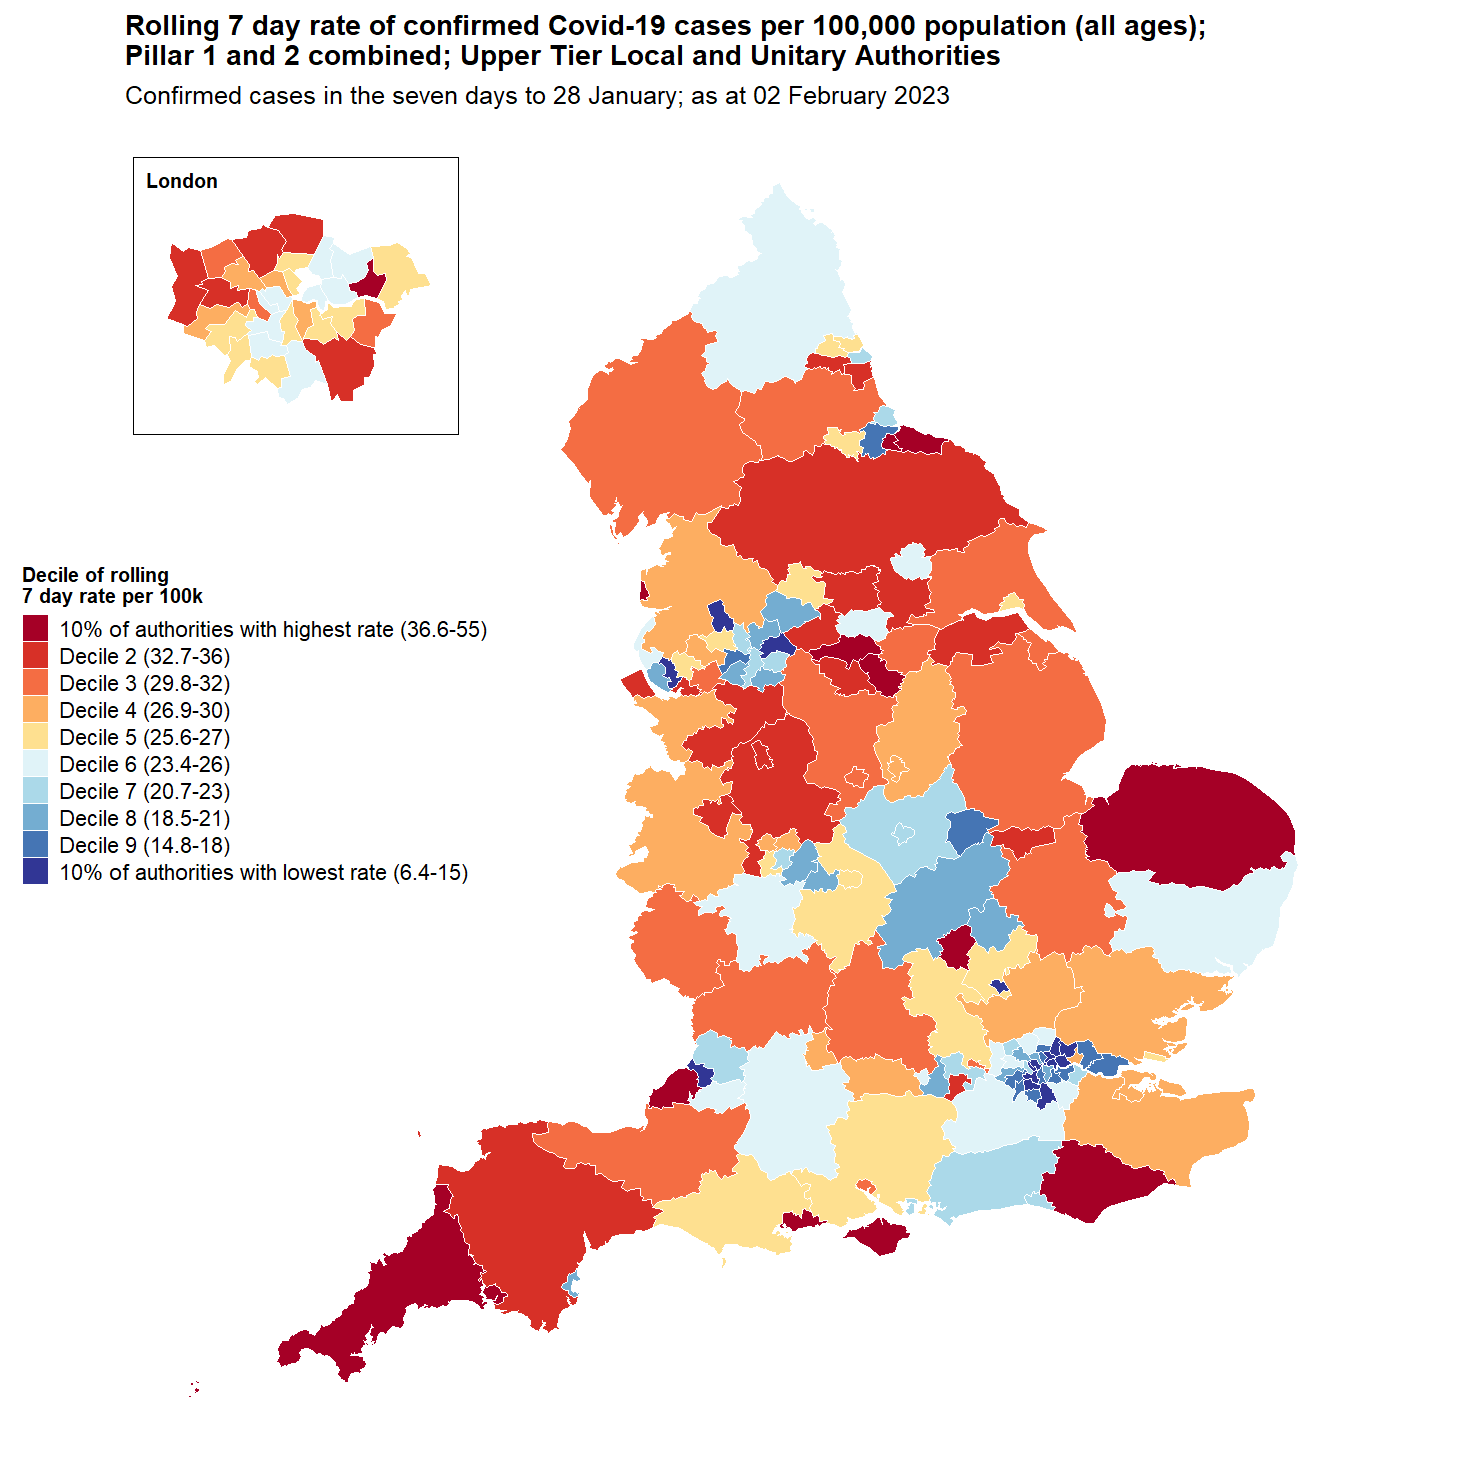 Rolling 7 day rate of confirmed Covid-19 cases per 100,000 population (all ages);
Pillar 1 and 2 combined; Upper Tier Local and Unitary Authorities
Confirmed cases in the seven days to 28 January; as at 02 February 2023
London
Decile of rolling
7 day rate per 100k
10% of authorities with highest rate (36.6-55)
Decile 2 (32.7-36)
Decile 3 (29.8-32)
Decile 4 (26.9-30)
Decile 5 (25.6-27)
Decile 6 (23.4-26)
Decile 7 (20.7-23)
Decile 8 (18.5-21)
Decile 9 (14.8-18)
10% of authorities with lowest rate (6.4-15)